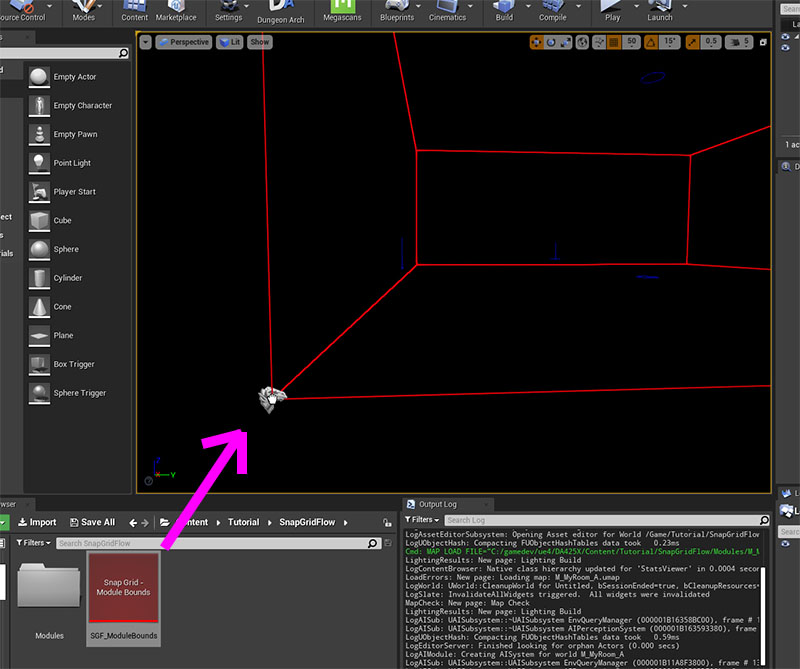 Source Control
Modes
Content
Marketplace
Settings
Dungeon Arch
Megascans
Blueprints
Cinematics
Build
Compile
Play
Launch
Perspective
Lit
Show
50
15°
0.5
5
Empty Actor
Empty Character
Empty Pawn
Point Light
Player Start
Cube
Sphere
Cylinder
Cone
Plane
Box Trigger
Sphere Trigger
1 ac
Import
Save All
Content
Tutorial
SnapGridFlow
Filters
Search SnapGridFlow
Modules
Snap Grid -
Module Bounds
SGF_ModuleBounds
Output Log
Filters
Search Log
LogAssetEditorSubsystem: Opening Asset editor for World /Game/Tutorial/SnapGridFlow
LogUObjectHash: Compacting FUObjectHashTables data took 0.23ms
Cmd: MAP LOAD FILE="C:/gamedev/ue4/DA425X/Content/Tutorial/SnapGridFlow/Modules/M_M
LightingResults: New page: Lighting Build
LogContentBrowser: Native class hierarchy updated for 'StatsViewer' in 0.0004 secon
LoadErrors: New page: Loading map: M_MyRoom_A.umap
LogWorld: UWorld::CleanupWorld for Untitled, bSessionEnded=true, bCleanupResources=
LogSlate: InvalidateAllWidgets triggered. All widgets were invalidated
MapCheck: New page: Map Check
LightingResults: New page: Lighting Build
LogAISub: UAISubsystem::~UAISubsystem EnvQueryManager (000001B16358BC00), frame # 1
LogAISub: UAISubsystem::~UAISubsystem AIPerceptionSystem (000001B163593380), frame
LogUObjectHash: Compacting FUObjectHashTables data took 0.59ms
LogEditorServer: Finished looking for orphan Actors (0.000 secs)
LogAIModule: Creating AISystem for world M_MyRoom_A
LogAISub: UAISubsystem::UAISubsystem EnvQueryManager (000001B11A8F3800), frame # 13